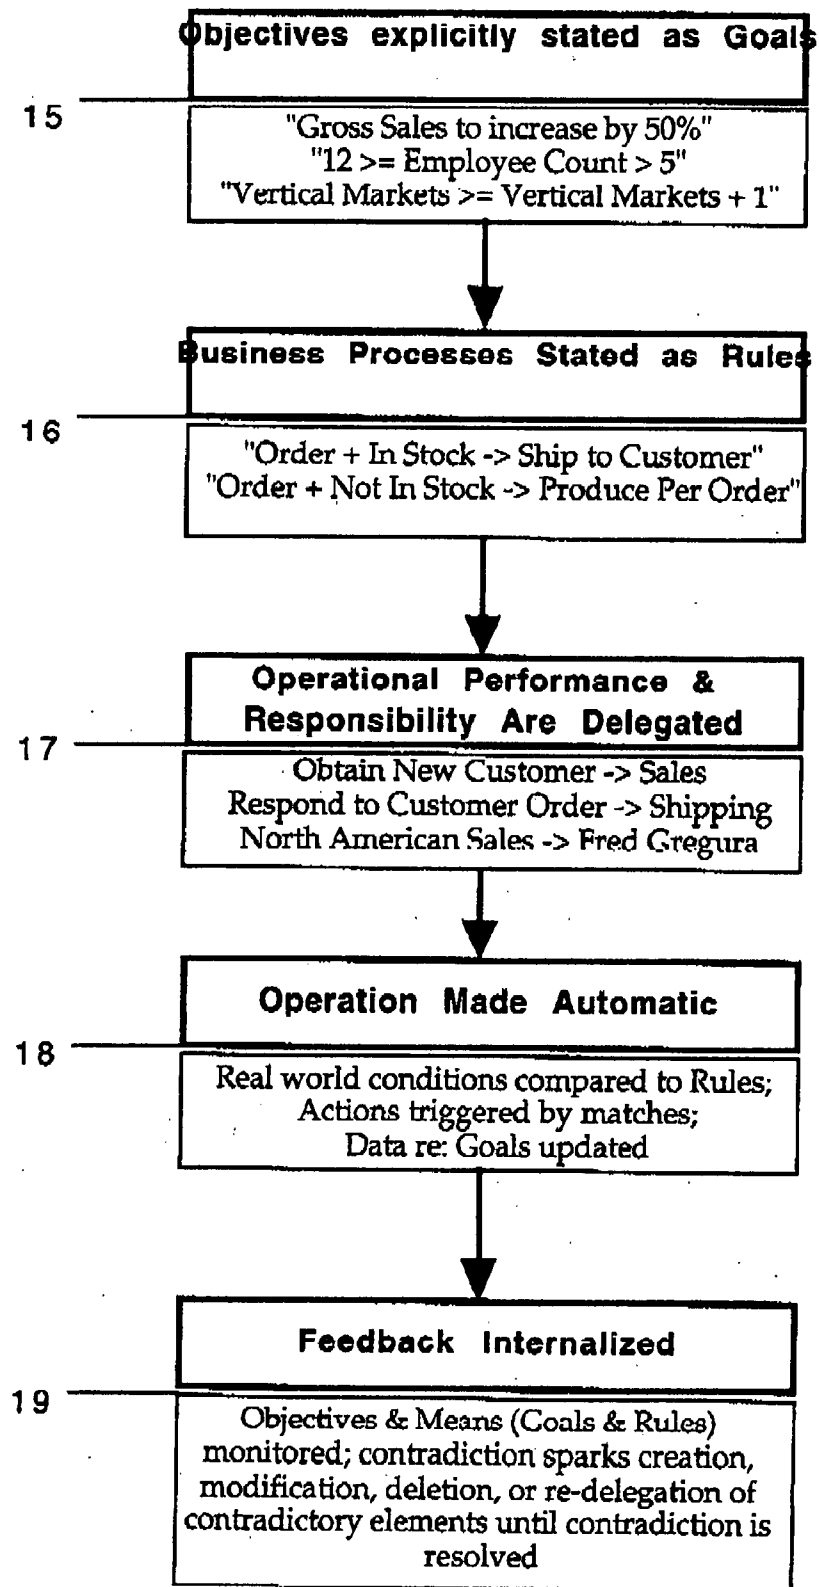 Objectives explicitly stated as Goals
15
"Gross Sales to increase by 50%"
"12 >= Employee Count > 5"
"Vertical Markets >= Vertical Markets + 1"
Business Processes Stated as Rules
16
"Order + In Stock -> Ship to Customer"
"Order + Not In Stock -> Produce Per Order"
Operational Performance &
Responsibility Are Delegated
17
Obtain New Customer -> Sales
Respond to Customer Order -> Shipping
North American Sales -> Fred Gregura
Operation Made Automatic
18
Real world conditions compared to Rules;
Actions triggered by matches;
Data re: Goals updated
Feedback Internalized
19
Objectives & Means (Goals & Rules)
monitored; contradiction sparks creation,
modification, deletion, or re-delegation of
contradictory elements until contradiction is
resolved